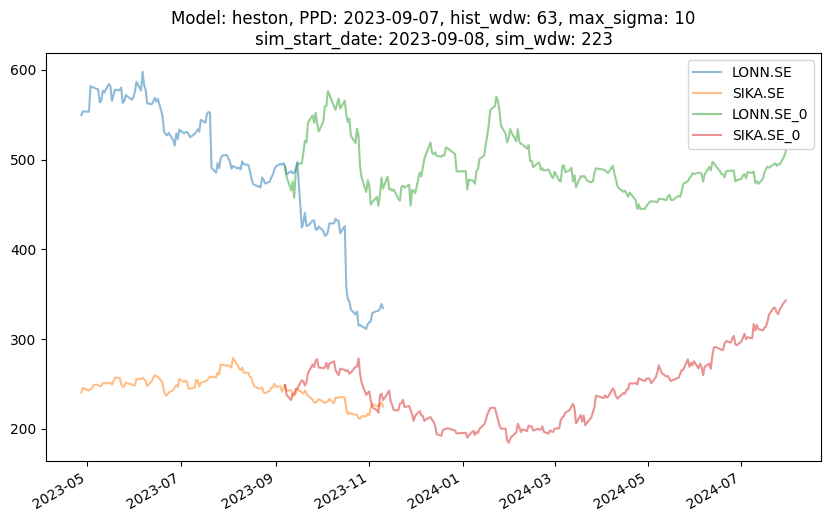 Model: heston, PPD: 2023-09-07, hist_wdw: 63, max_sigma: 10
sim_start_date: 2023-09-08, sim_wdw: 223
LONN.SE
SIKA.SE
LONN.SE_0
SIKA.SE_0
600
500
400
300
200
2023-05
2023-07
2023-09
2023-11
2024-01
2024-03
2024-05
2024-07